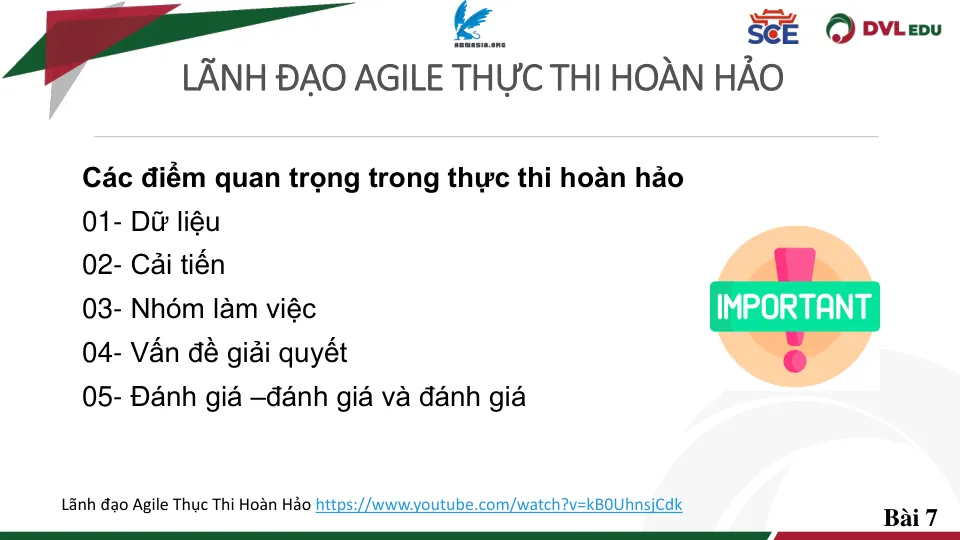 ABNASIA.ORG
SCE
DVL EDU
LÃNH ĐẠO AGILE THỰC THI HOÀN HẢO
Các điểm quan trọng trong thực thi hoàn hảo
01- Dữ liệu
02- Cải tiến
03- Nhóm làm việc
04- Vấn đề giải quyết
05- Đánh giá –đánh giá và đánh giá
IMPORTANT
Lãnh đạo Agile Thục Thi Hoàn Hảo https://www.youtube.com/watch?v=kB0UhnsjCdk
Bài 7